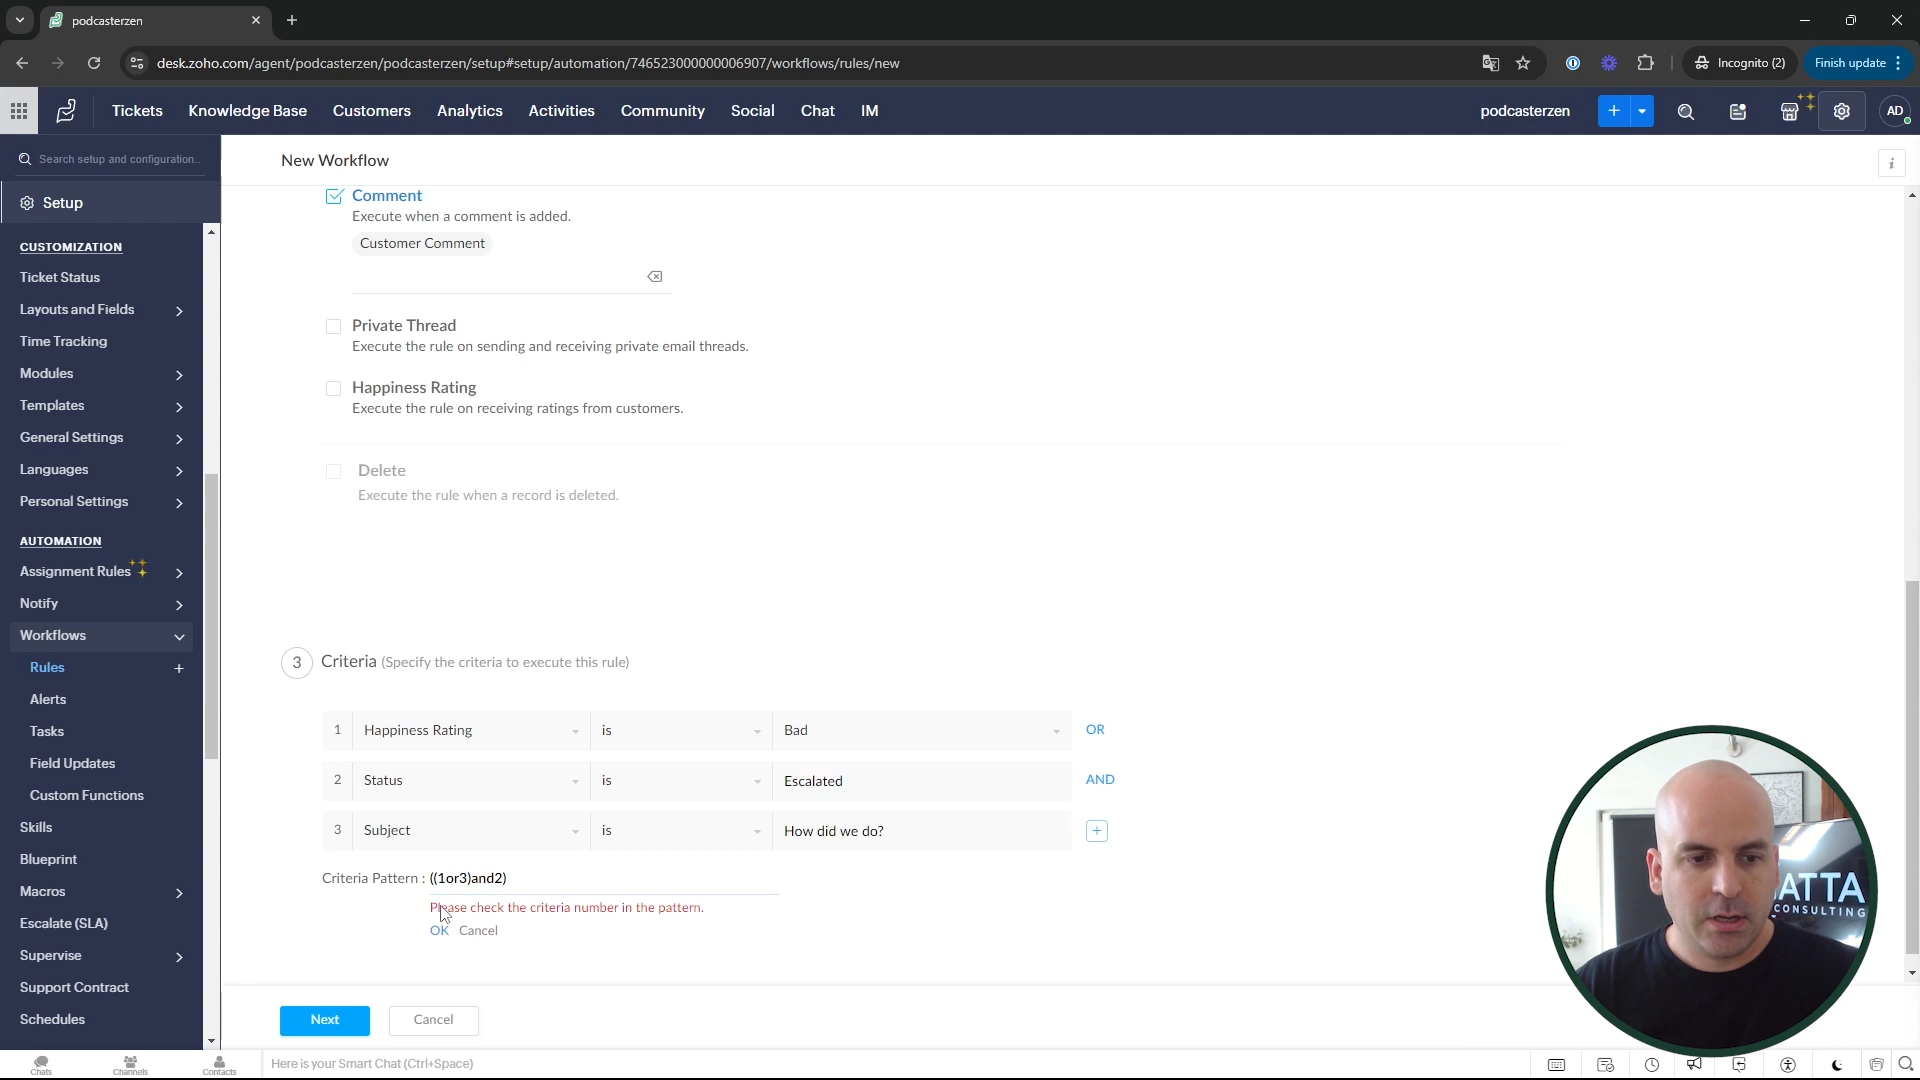 podcasterzen
desk.zoho.com/agent/podcasterzen/podcasterzen/setup#setup/automation/746523000000006907/workflows/rules/new
Incognito (2)
Finish update
Tickets
Knowledge Base
Customers
Analytics
Activities
Community
Social
Chat
IM
podcasterzen
AD
Search setup and configuration..
Setup
CUSTOMIZATION
Ticket Status
Layouts and Fields
Time Tracking
Modules
Templates
General Settings
Languages
Personal Settings
AUTOMATION
Assignment Rules
Notify
Workflows
Rules
Alerts
Tasks
Field Updates
Custom Functions
Skills
Blueprint
Macros
Escalate (SLA)
Supervise
Support Contract
Schedules
New Workflow
i
Comment
Execute when a comment is added.
Customer Comment
Private Thread
Execute the rule on sending and receiving private email threads.
Happiness Rating
Execute the rule on receiving ratings from customers.
Delete
Execute the rule when a record is deleted.
3 Criteria (Specify the criteria to execute this rule)
1 Happiness Rating is Bad OR
2 Status is Escalated AND
3 Subject is How did we do?
Criteria Pattern : ((1or3)and2)
Please check the criteria number in the pattern.
OK Cancel
Next Cancel
ATTA
CONSULTING
Chats
Channels
Contacts
Here is your Smart Chat (Ctrl+Space)